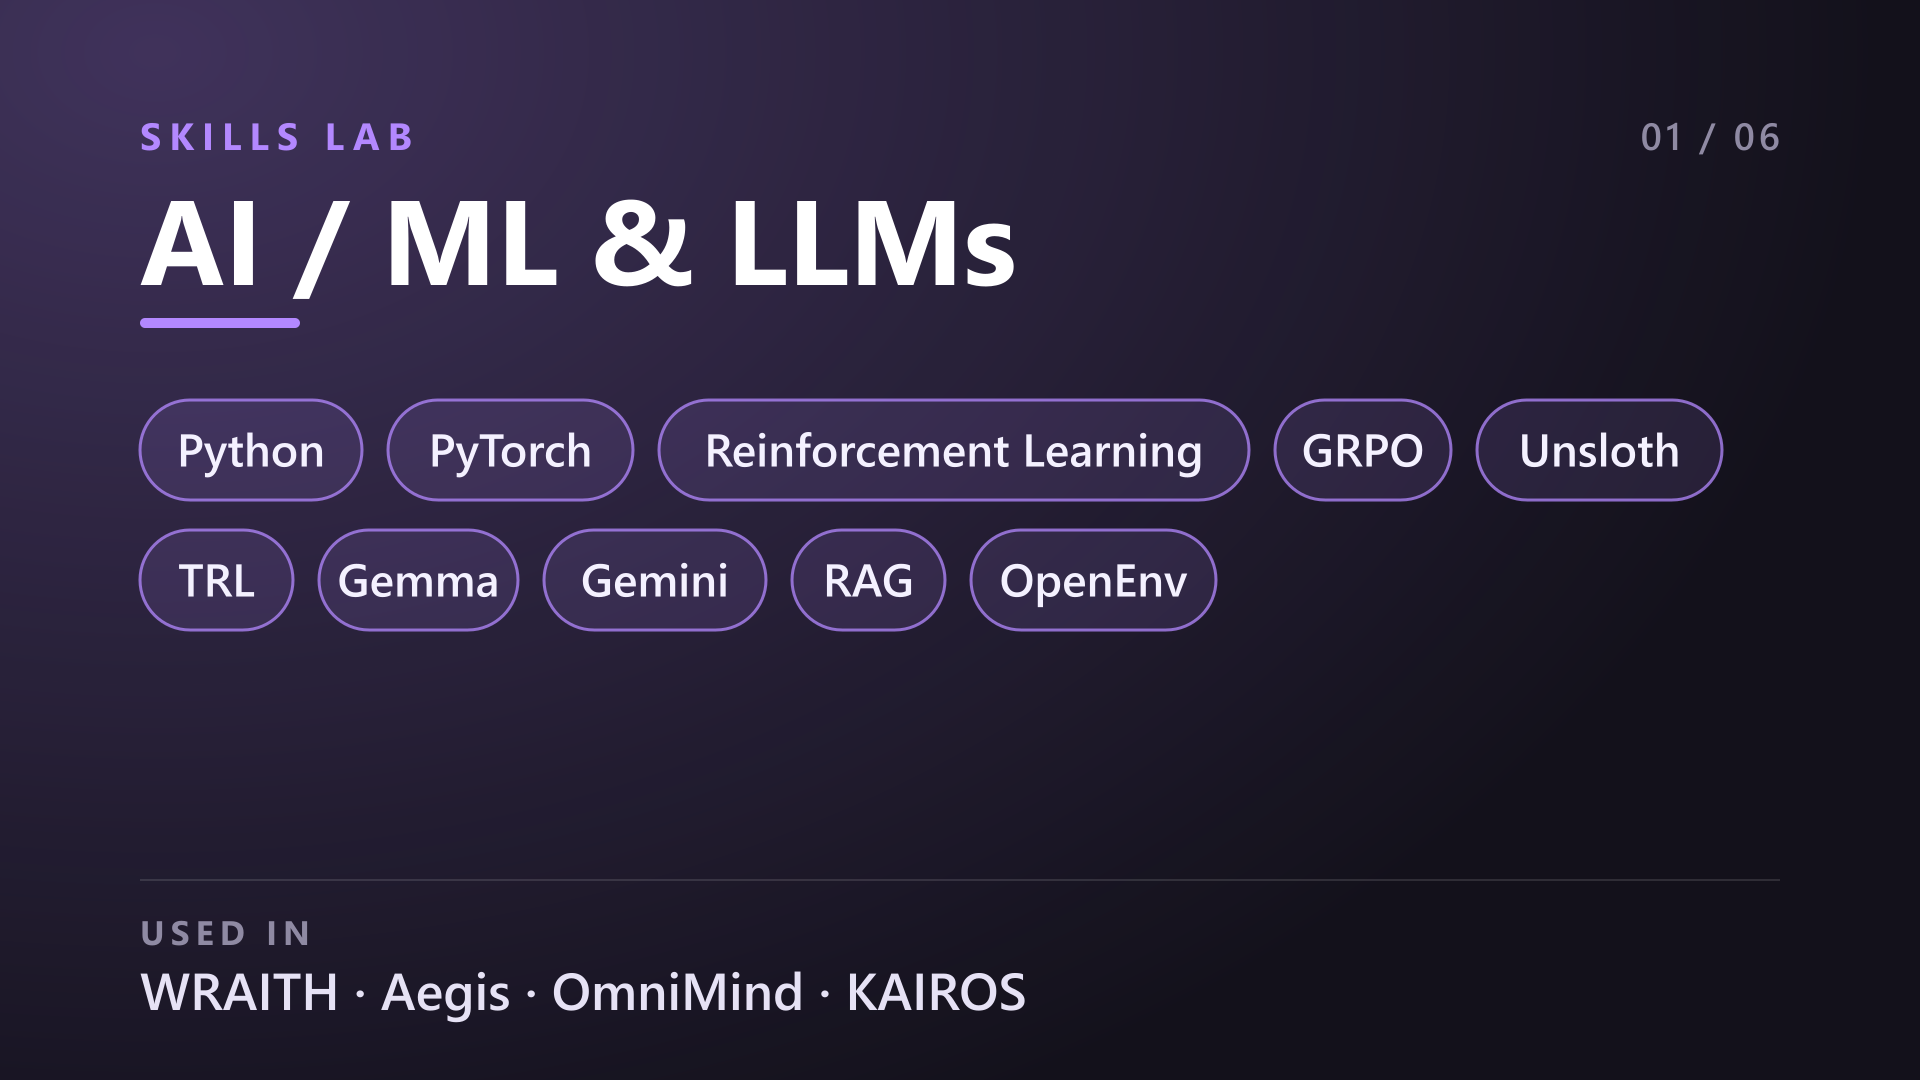 SKILLS LAB
01 / 06
AI / ML & LLMs
Python PyTorch Reinforcement Learning GRPO Unsloth
TRL Gemma Gemini RAG OpenEnv
USED IN
WRAITH · Aegis · OmniMind · KAIROS